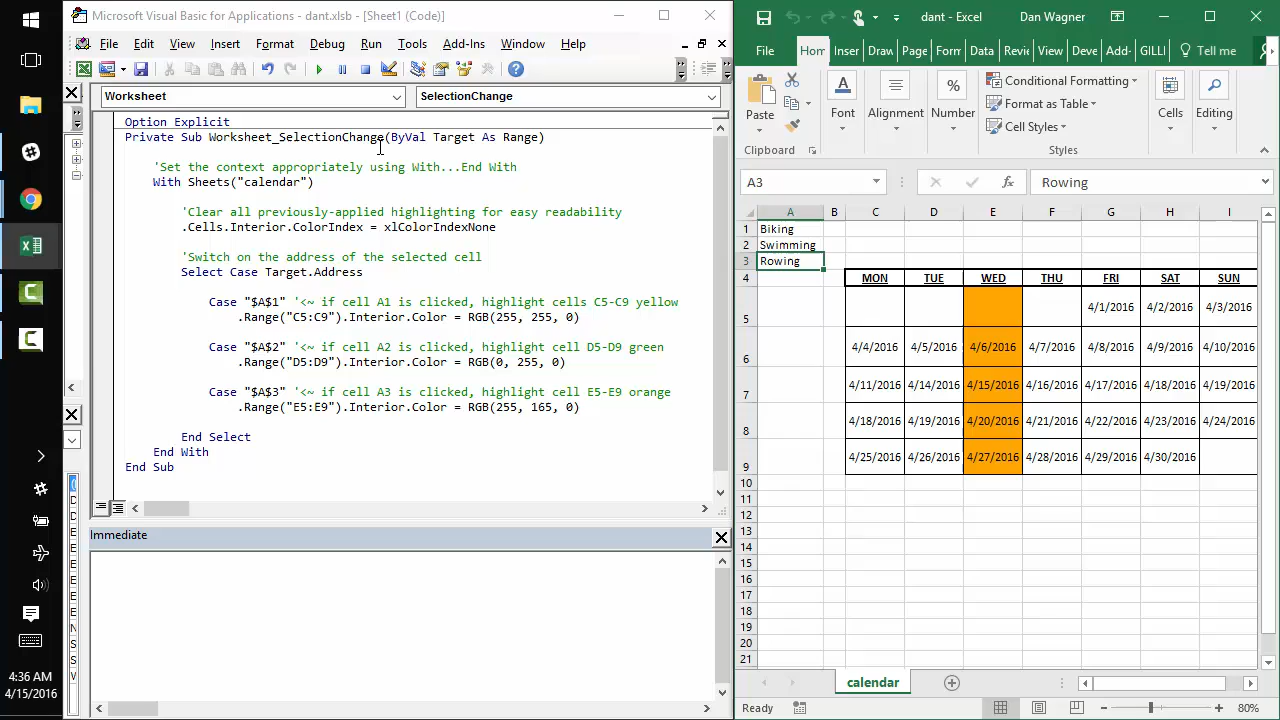 Microsoft Visual Basic for Applications - dant.xlsb - [Sheet1 (Code)]
File Edit View Insert Format Debug Run Tools Add-Ins Window Help
Worksheet
SelectionChange
Option Explicit
Private Sub Worksheet_SelectionChange(ByVal Target As Range)
'Set the context appropriately using With...End With
With Sheets("calendar")
'Clear all previously-applied highlighting for easy readability
.Cells.Interior.ColorIndex = xlColorIndexNone
'Switch on the address of the selected cell
Select Case Target.Address
Case "$A$1" '<~ if cell A1 is clicked, highlight cells C5-C9 yellow
.Range("C5:C9").Interior.Color = RGB(255, 255, 0)
Case "$A$2" '<~ if cell A2 is clicked, highlight cell D5-D9 green
.Range("D5:D9").Interior.Color = RGB(0, 255, 0)
Case "$A$3" '<~ if cell A3 is clicked, highlight cell E5-E9 orange
.Range("E5:E9").Interior.Color = RGB(255, 165, 0)
End Select
End With
End Sub
Immediate
D
D
E
E
E
E
E
E
E
N
S
S
V
4:36 AM
4/15/2016
dant - Excel
Dan Wagner
File Hom Inser Draw Page Form Data Revie View Deve Add- GILLI Tell me
Paste
Clipboard
Font
Alignment
Number
Conditional Formatting
Format as Table
Cell Styles
Styles
Cells
Editing
A3
Rowing
A B C D E F G H I
1 Biking
2 Swimming
3 Rowing
4 MON TUE WED THU FRI SAT SUN
5 4/1/2016 4/2/2016 4/3/2016
6 4/4/2016 4/5/2016 4/6/2016 4/7/2016 4/8/2016 4/9/2016 4/10/2016
7 4/11/2016 4/14/2016 4/15/2016 4/16/2016 4/17/2016 4/18/2016 4/19/2016
8 4/18/2016 4/19/2016 4/20/2016 4/21/2016 4/22/2016 4/23/2016 4/24/2016
9 4/25/2016 4/26/2016 4/27/2016 4/28/2016 4/29/2016 4/30/2016
10
11
12
13
14
15
16
17
18
19
20
21
calendar
Ready
80%